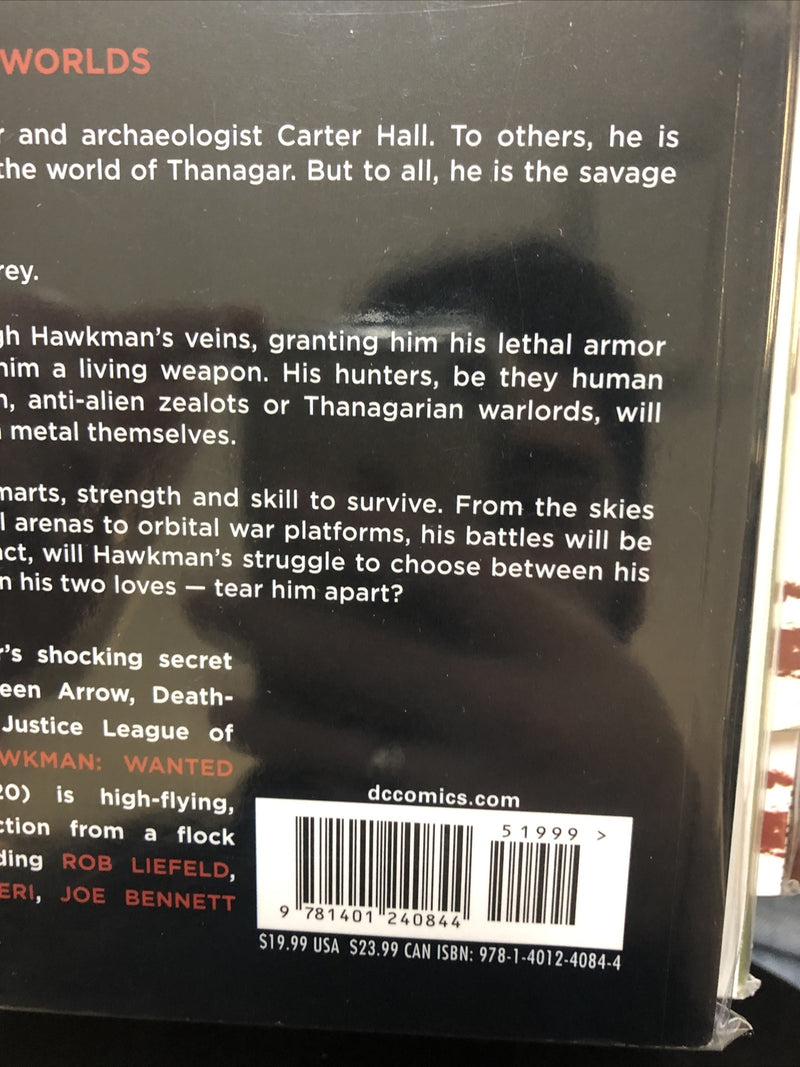 WORLDS
r and archaeologist Carter Hall. To others, he is
the world of Thanagar. But to all, he is the savage
rey.
gh Hawkman's veins, granting him his lethal armor
him a living weapon. His hunters, be they human
n, anti-alien zealots or Thanagarian warlords, will
metal themselves.
marts, strength and skill to survive. From the skies
l arenas to orbital war platforms, his battles will be
act, will Hawkman's struggle to choose between his
n his two loves — tear him apart?
r's shocking secret
een Arrow, Death-
Justice League of
WKMAN: WANTED
20) is high-flying,
ction from a flock
ding ROB LIEFELD,
ERI, JOE BENNETT
dccomics.com
51999 >
9 781401 240844
$19.99 USA $23.99 CAN ISBN: 978-1-4012-4084-4